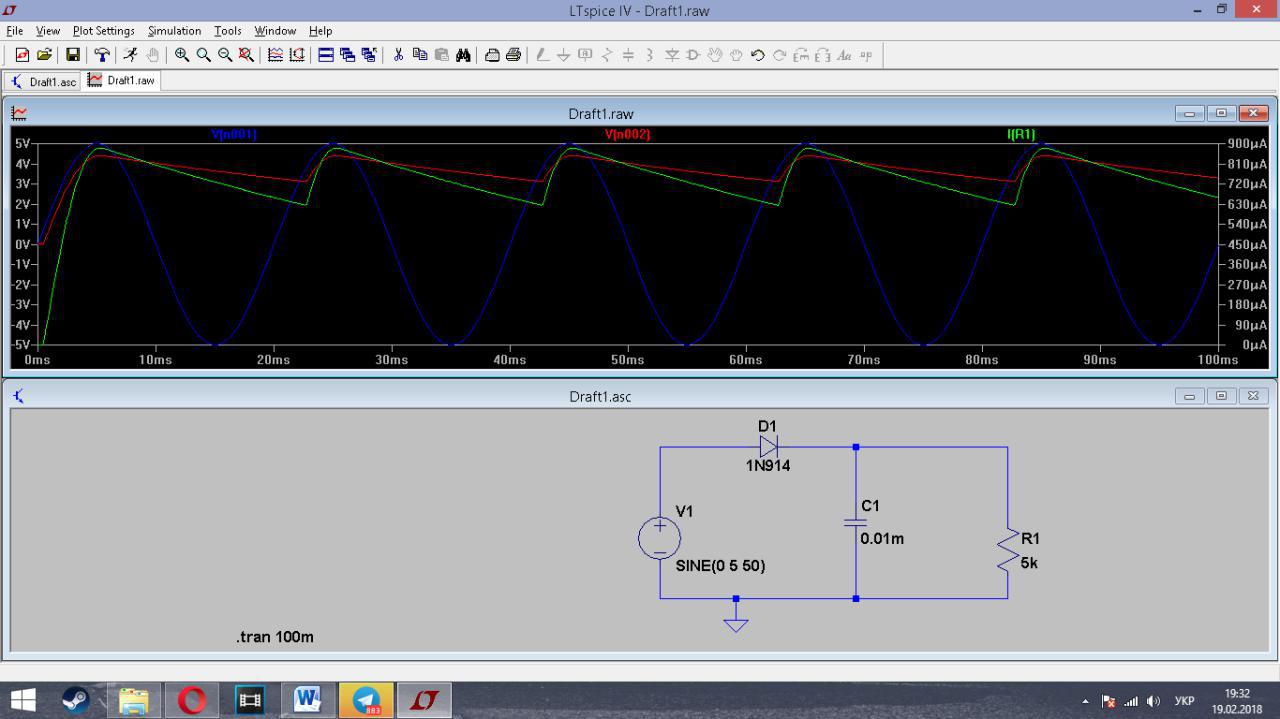 LTspice IV - Draft1.raw
File View Plot Settings Simulation Tools Window Help
Draft1.asc Draft1.raw
Draft1.raw
V(n001) V(n002) I(R1)
5V 900µA
4V 810µA
3V 720µA
2V 630µA
1V 540µA
0V 450µA
-1V 360µA
-2V 270µA
-3V 180µA
-4V 90µA
-5V 0µA
0ms 10ms 20ms 30ms 40ms 50ms 60ms 70ms 80ms 90ms 100ms
Draft1.asc
D1
1N914
V1
C1
0.01m
R1
5k
SINE(0 5 50)
.tran 100m
883
УКР
19:32
19.02.2018